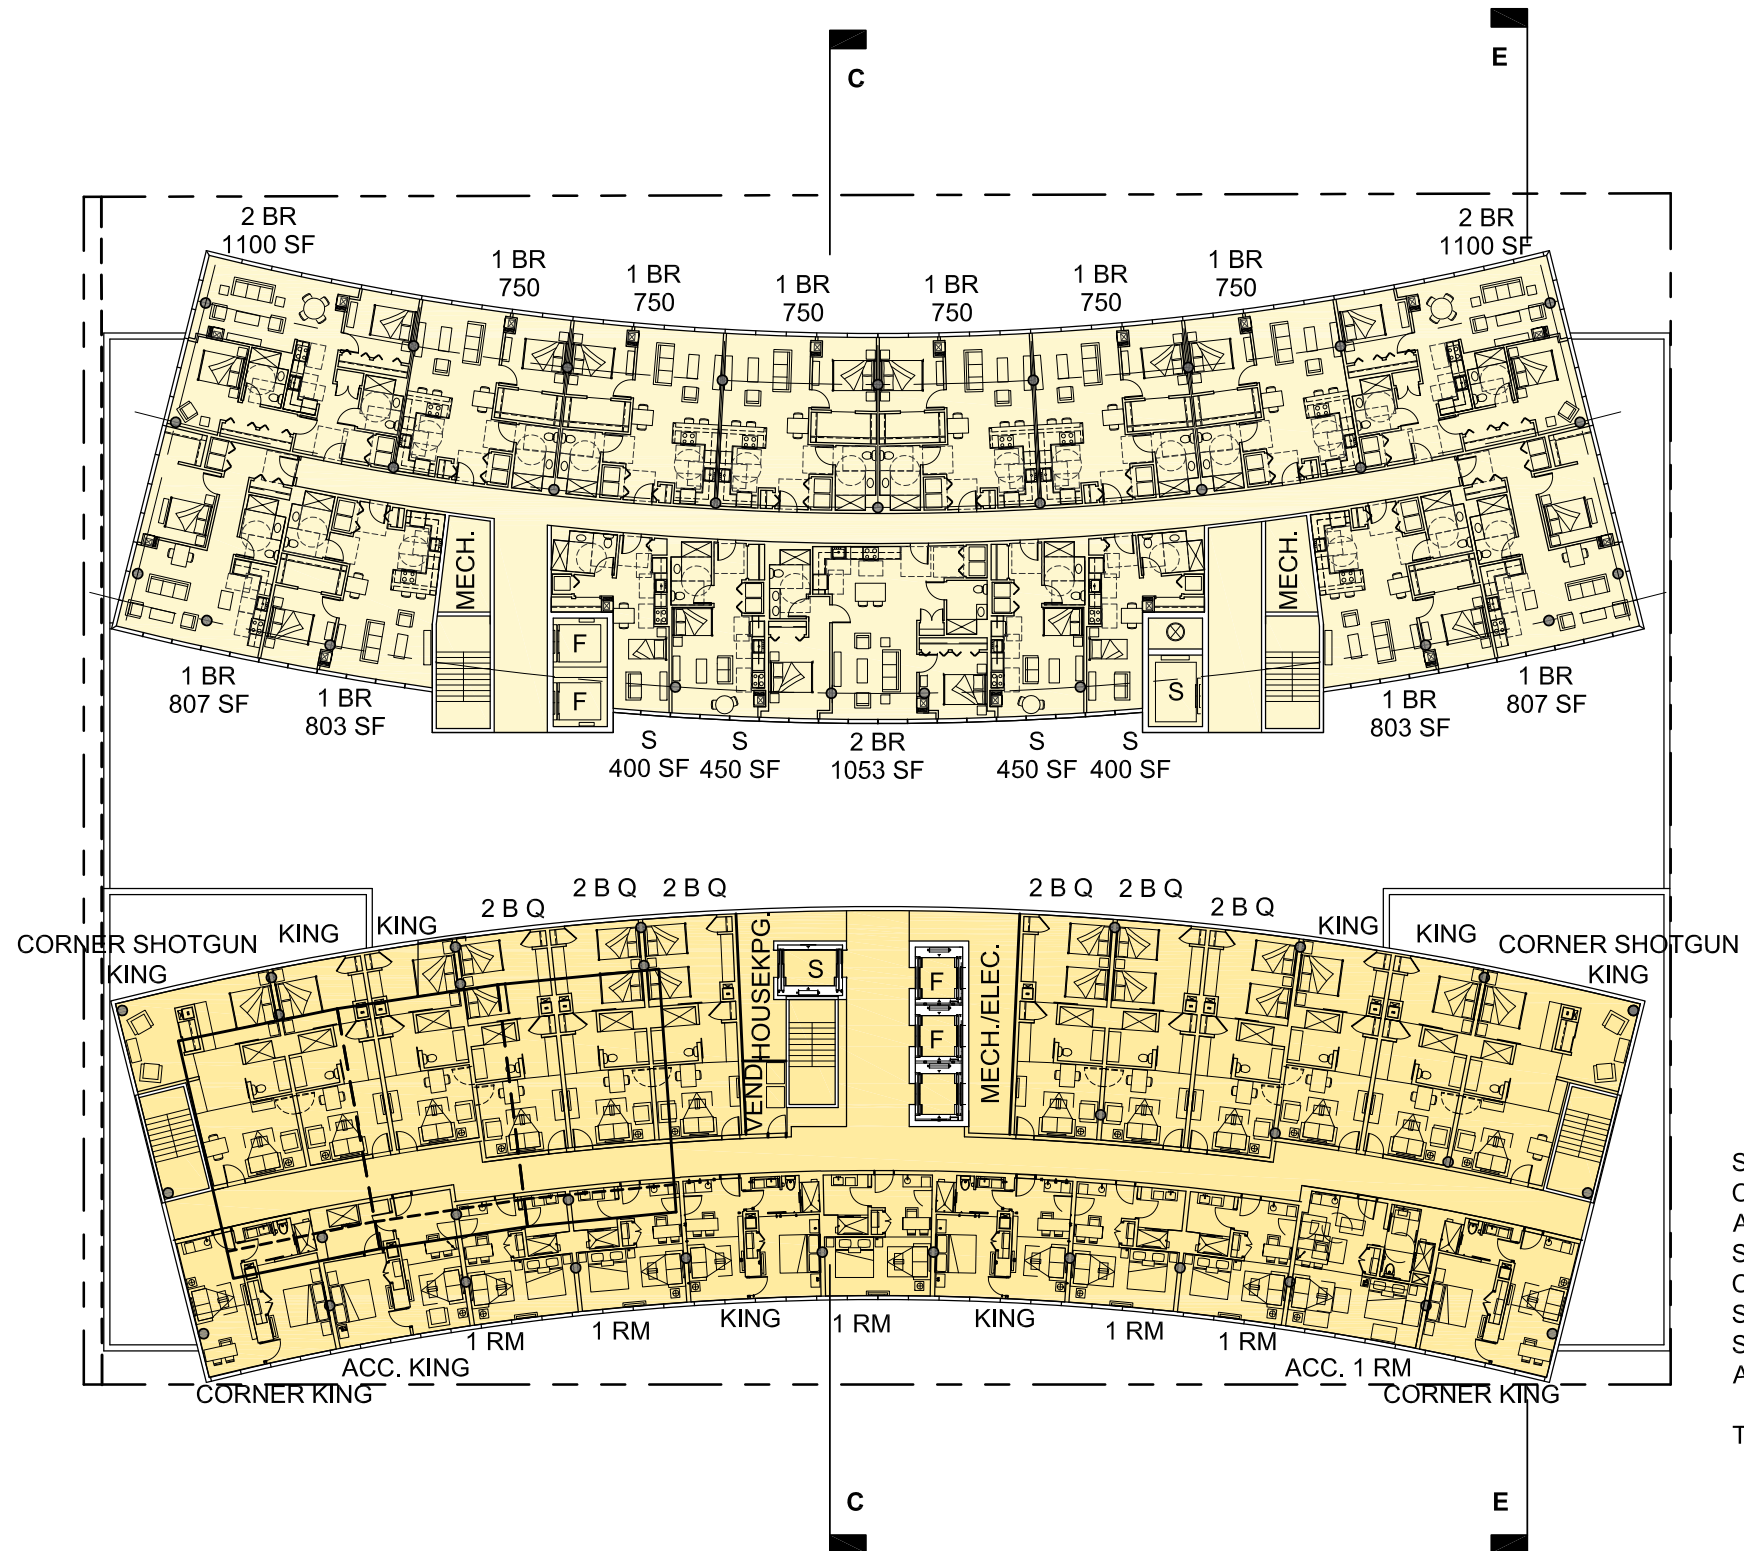 C
E
2 BR
1100 SF
1 BR
750
1 BR
750
1 BR
750
1 BR
750
1 BR
750
1 BR
750
2 BR
1100 SF
MECH.
MECH.
F
F
S
1 BR
807 SF
1 BR
803 SF
S
400 SF
S
450 SF
2 BR
1053 SF
S
450 SF
S
400 SF
1 BR
803 SF
1 BR
807 SF
CORNER SHOTGUN
KING
KING
KING
2 B Q
2 B Q
2 B Q
2 B Q
2 B Q
2 B Q
KING
KING
CORNER SHOTGUN
KING
HOUSEKPG.
VEND
S
F
F
MECH./ELEC.
CORNER KING
ACC. KING
1 RM
1 RM
KING
1 RM
KING
1 RM
1 RM
ACC. 1 RM
CORNER KING
C
E